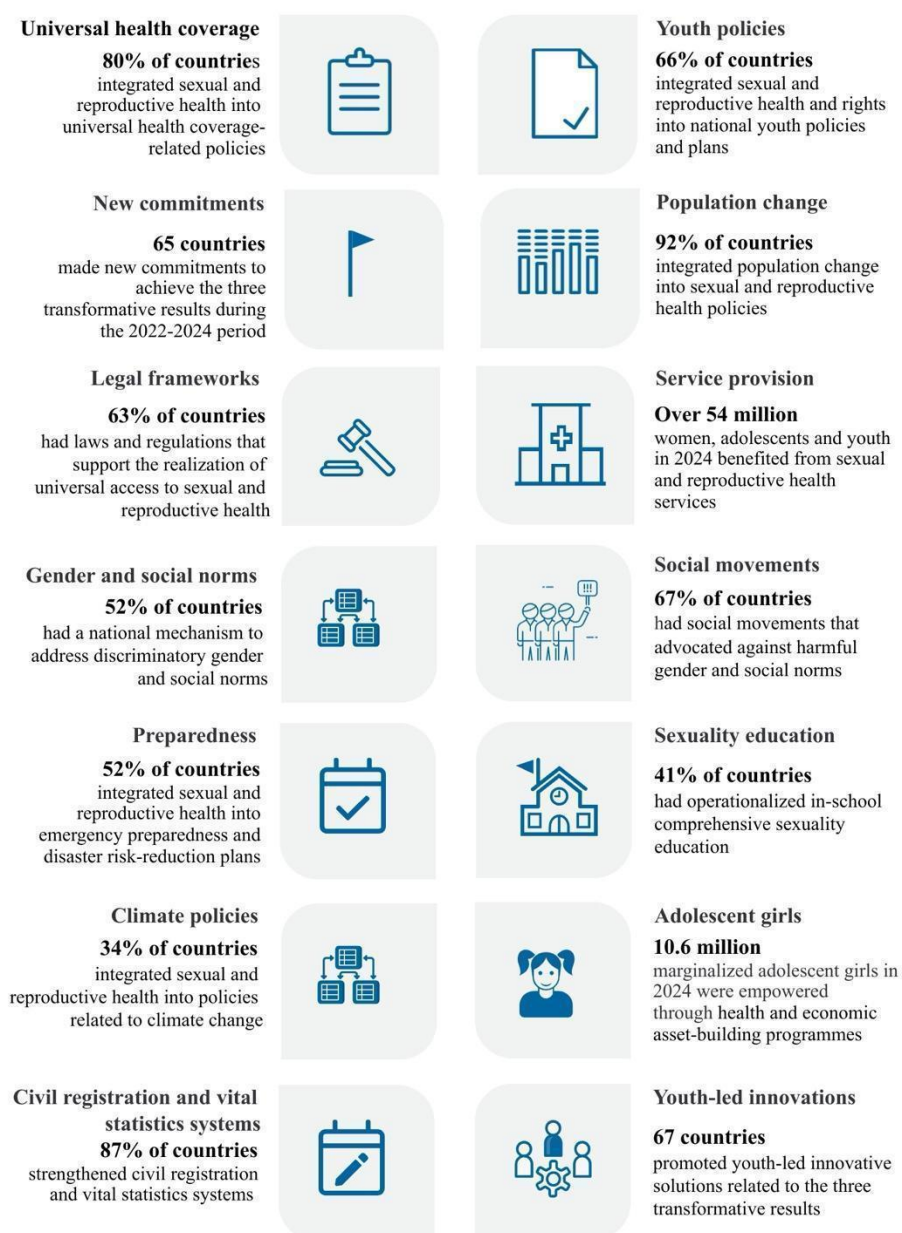 Universal health coverage
80% of countries
integrated sexual and
reproductive health into
universal health coverage-
related policies
Youth policies
66% of countries
integrated sexual and
reproductive health and rights
into national youth policies
and plans
New commitments
65 countries
made new commitments to
achieve the three
transformative results during
the 2022-2024 period
Population change
92% of countries
integrated population change
into sexual and reproductive
health policies
Legal frameworks
63% of countries
had laws and regulations that
support the realization of
universal access to sexual and
reproductive health
Service provision
Over 54 million
women, adolescents and youth
in 2024 benefited from sexual
and reproductive health
services
Gender and social norms
52% of countries
had a national mechanism to
address discriminatory gender
and social norms
!!!
Social movements
67% of countries
had social movements that
advocated against harmful
gender and social norms
Preparedness
52% of countries
integrated sexual and
reproductive health into
emergency preparedness and
disaster risk-reduction plans
Sexuality education
41% of countries
had operationalized in-school
comprehensive sexuality
education
Climate policies
34% of countries
integrated sexual and
reproductive health into policies
related to climate change
Adolescent girls
10.6 million
marginalized adolescent girls in
2024 were empowered
through health and economic
asset-building programmes
Civil registration and vital
statistics systems
87% of countries
strengthened civil registration
and vital statistics systems
Youth-led innovations
67 countries
promoted youth-led innovative
solutions related to the three
transformative results